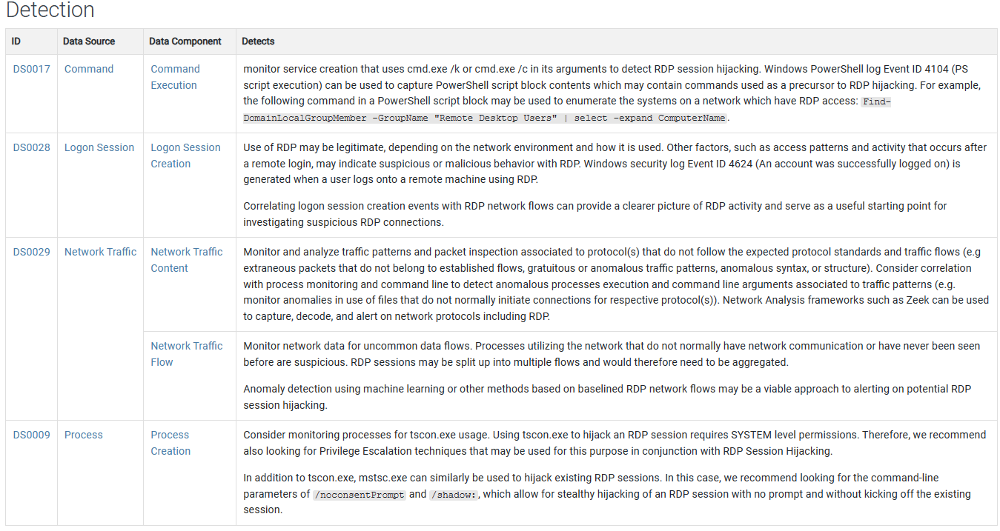 Detection
ID Data Source Data Component Detects
DS0017 Command Command Execution
monitor service creation that uses cmd.exe /k or cmd.exe /c in its arguments to detect RDP session hijacking. Windows PowerShell log Event ID 4104 (PS
script execution) can be used to capture PowerShell script block contents which may contain commands used as a precursor to RDP hijacking. For example,
the following command in a PowerShell script block may be used to enumerate the systems on a network which have RDP access: Find-
DomainLocalGroupMember -GroupName "Remote Desktop Users" | select -expand ComputerName.
DS0028 Logon Session Logon Session Creation
Use of RDP may be legitimate, depending on the network environment and how it is used. Other factors, such as access patterns and activity that occurs after
a remote login, may indicate suspicious or malicious behavior with RDP. Windows security log Event ID 4624 (An account was successfully logged on) is
generated when a user logs onto a remote machine using RDP.
Correlating logon session creation events with RDP network flows can provide a clearer picture of RDP activity and serve as a useful starting point for
investigating suspicious RDP connections.
DS0029 Network Traffic Network Traffic Content
Monitor and analyze traffic patterns and packet inspection associated to protocol(s) that do not follow the expected protocol standards and traffic flows (e.g
extraneous packets that do not belong to established flows, gratuitous or anomalous traffic patterns, anomalous syntax, or structure). Consider correlation
with process monitoring and command line to detect anomalous processes execution and command line arguments associated to traffic patterns (e.g.
monitor anomalies in use of files that do not normally initiate connections for respective protocol(s)). Network Analysis frameworks such as Zeek can be used
to capture, decode, and alert on network protocols including RDP.
Network Traffic Flow
Monitor network data for uncommon data flows. Processes utilizing the network that do not normally have network communication or have never been seen
before are suspicious. RDP sessions may be split up into multiple flows and would therefore need to be aggregated.
Anomaly detection using machine learning or other methods based on baselined RDP network flows may be a viable approach to alerting on potential RDP
session hijacking.
DS0009 Process Process Creation
Consider monitoring processes for tscon.exe usage. Using tscon.exe to hijack an RDP session requires SYSTEM level permissions. Therefore, we recommend
also looking for Privilege Escalation techniques that may be used for this purpose in conjunction with RDP Session Hijacking.
In addition to tscon.exe, mstsc.exe can similarly be used to hijack existing RDP sessions. In this case, we recommend looking for the command-line
parameters of /noconsentPrompt and /shadow:, which allow for stealthy hijacking of an RDP session with no prompt and without kicking off the existing
session.